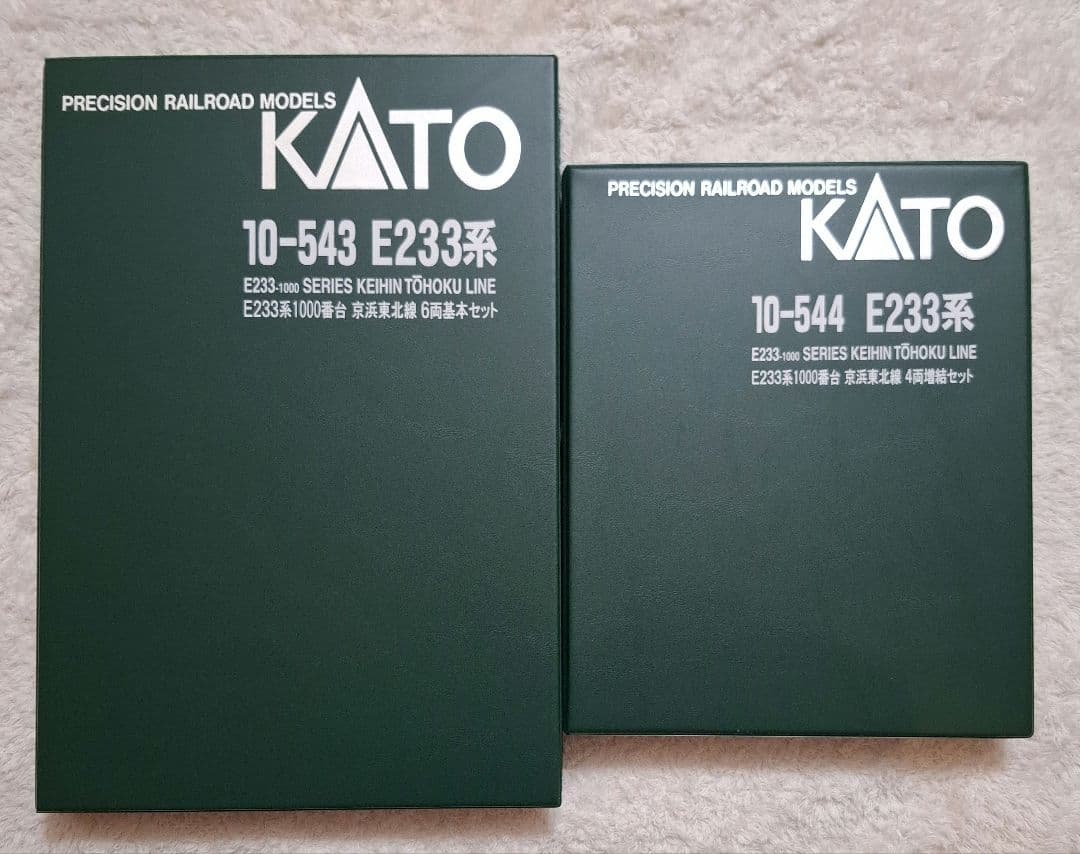 PRECISION RAILROAD MODELS
KATO
10-543 E233系
E233-1000 SERIES KEIHIN TŌHOKU LINE
E233系1000番台 京浜東北線 6両基本セット
PRECISION RAILROAD MODELS
KATO
10-544 E233系
E233-1000 SERIES KEIHIN TŌHOKU LINE
E233系1000番台 京浜東北線 4両増結セット